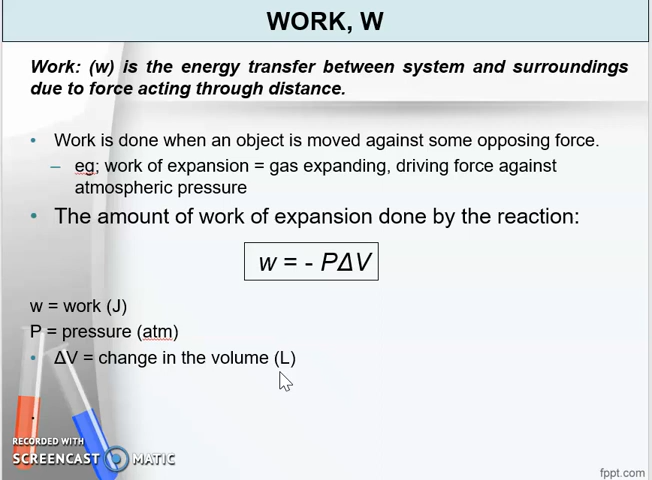 WORK, W
Work: (w) is the energy transfer between system and surroundings
due to force acting through distance.
• Work is done when an object is moved against some opposing force.
– eg; work of expansion = gas expanding, driving force against
atmospheric pressure
• The amount of work of expansion done by the reaction:
w = - PΔV
w = work (J)
P = pressure (atm)
• ΔV = change in the volume (L)
.
RECORDED WITH
SCREENCAST MATIC
fppt.com